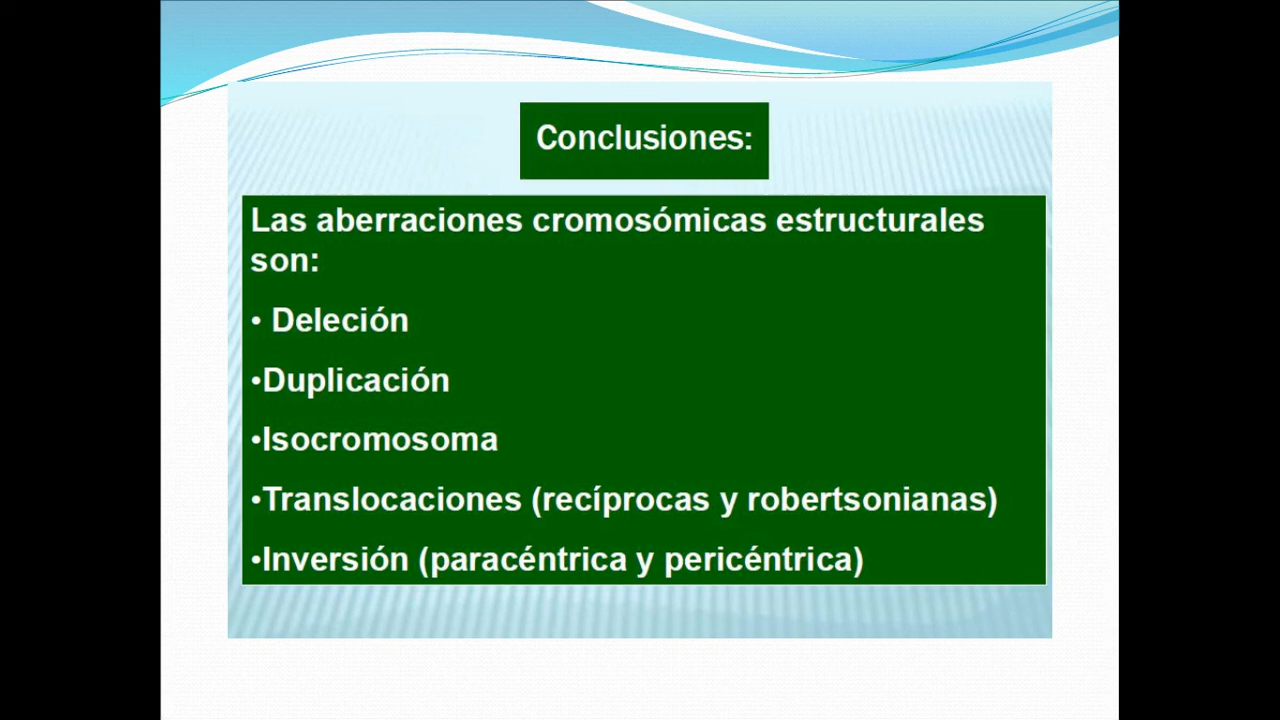 Conclusiones:
Las aberraciones cromosómicas estructurales
son:
• Deleción
•Duplicación
•Isocromosoma
•Translocaciones (recíprocas y robertsonianas)
•Inversión (paracéntrica y pericéntrica)